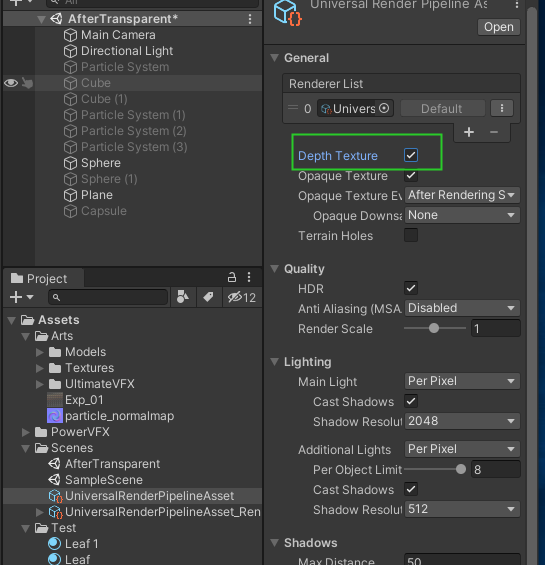 All
AfterTransparent*
Main Camera
Directional Light
Particle System
Cube
Cube (1)
Particle System (1)
Particle System (2)
Particle System (3)
Sphere
Sphere (1)
Plane
Capsule
Project
12
Assets
Arts
Models
Textures
UltimateVFX
Exp_01
particle_normalmap
PowerVFX
Scenes
AfterTransparent
SampleScene
UniversalRenderPipelineAsset
UniversalRenderPipelineAsset_Ren
Test
Leaf 1
Leaf
Universal Render Pipeline As
Open
General
Renderer List
0 Univers Default
Depth Texture
Opaque Texture
Opaque Texture Ev After Rendering S
Opaque Downsa None
Terrain Holes
Quality
HDR
Anti Aliasing (MSA Disabled
Render Scale 1
Lighting
Main Light Per Pixel
Cast Shadows
Shadow Resolut 2048
Additional Lights Per Pixel
Per Object Limit 8
Cast Shadows
Shadow Resolut 512
Shadows
Max Distance 50